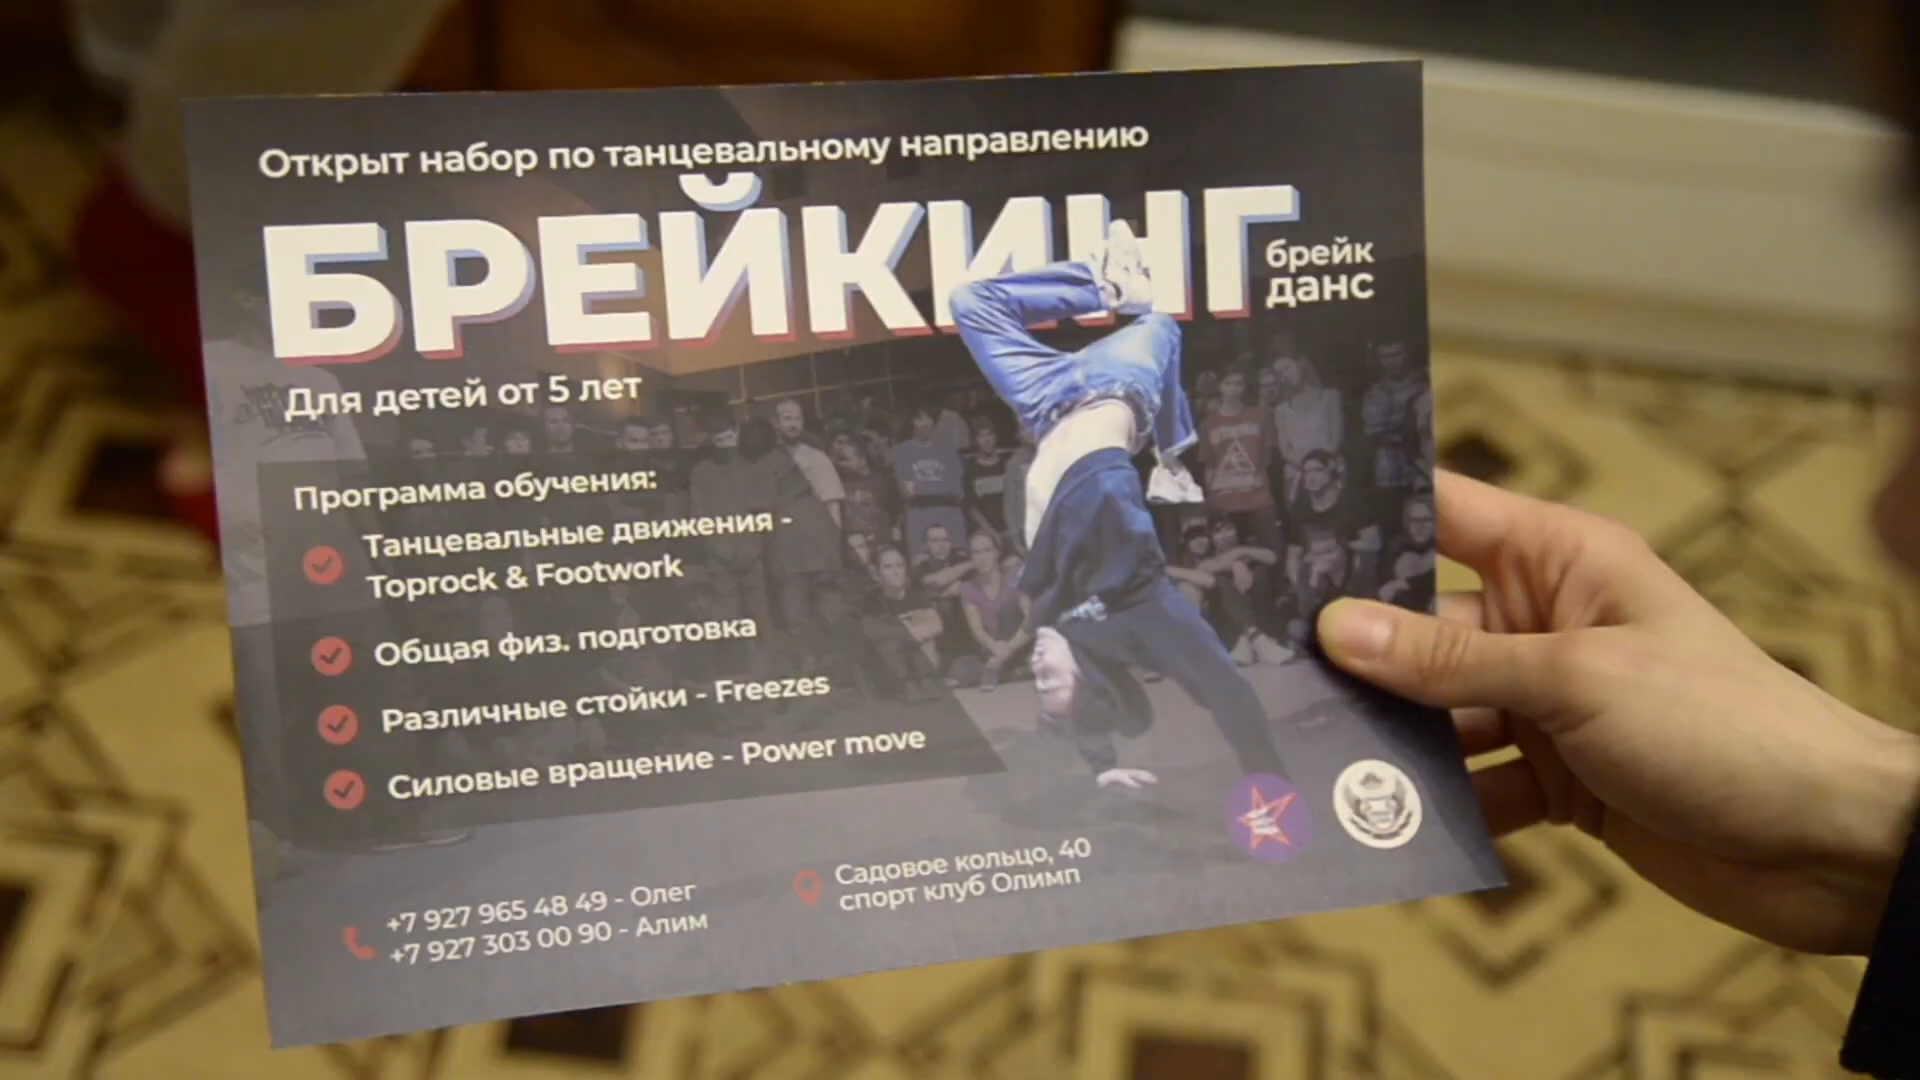 Открыт набор по танцевальному направлению
БРЕЙКИНГ
брейк
данс
Для детей от 5 лет
Программа обучения:
Танцевальные движения -
Toprock & Footwork
Общая физ. подготовка
Различные стойки - Freezes
Силовые вращение - Power move
+7 927 965 48 49 - Олег
+7 927 303 00 90 - Алим
Садовое кольцо, 40
спорт клуб Олимп